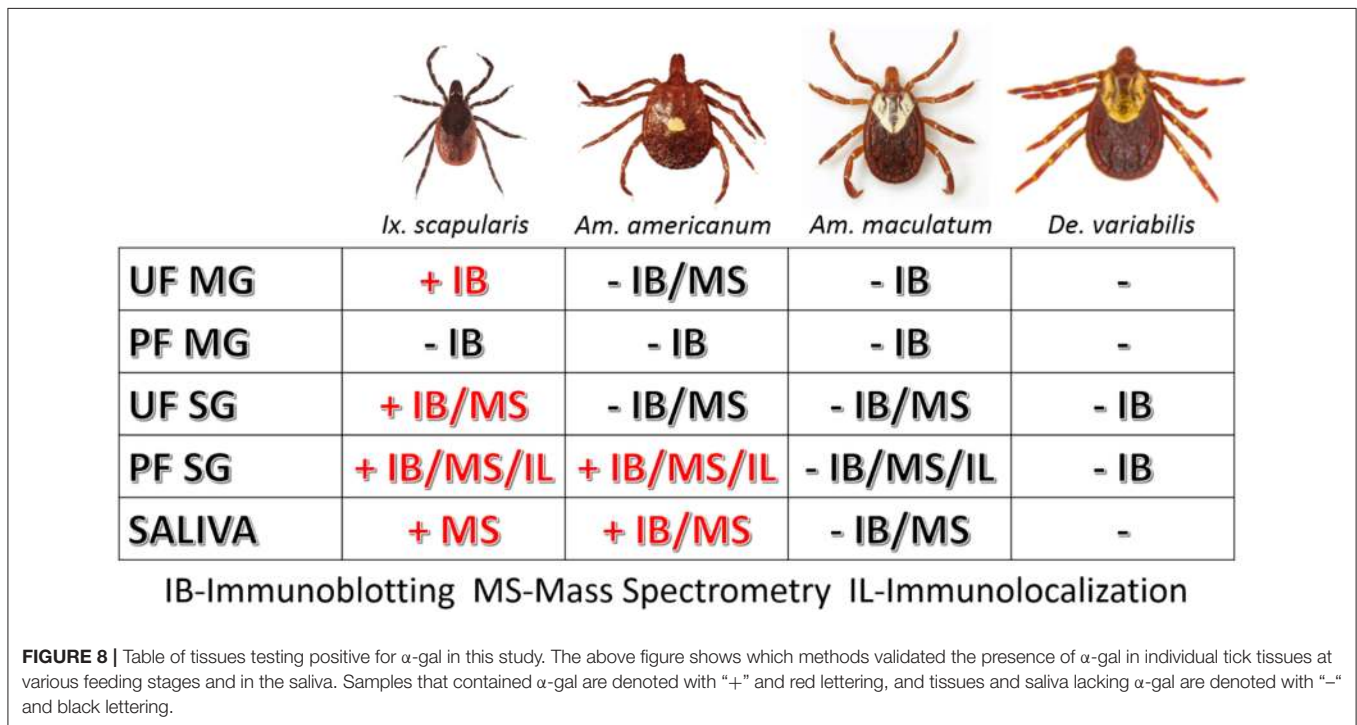 Ix. scapularis Am. americanum Am. maculatum De. variabilis
UF MG + IB - IB/MS - IB -
PF MG - IB - IB - IB -
UF SG + IB/MS - IB/MS - IB/MS - IB
PF SG + IB/MS/IL + IB/MS/IL - IB/MS/IL - IB
SALIVA + MS + IB/MS - IB/MS -
IB-Immunoblotting MS-Mass Spectrometry IL-Immunolocalization
FIGURE 8 | Table of tissues testing positive for α-gal in this study. The above figure shows which methods validated the presence of α-gal in individual tick tissues at
various feeding stages and in the saliva. Samples that contained α-gal are denoted with “+” and red lettering, and tissues and saliva lacking α-gal are denoted with “–“
and black lettering.